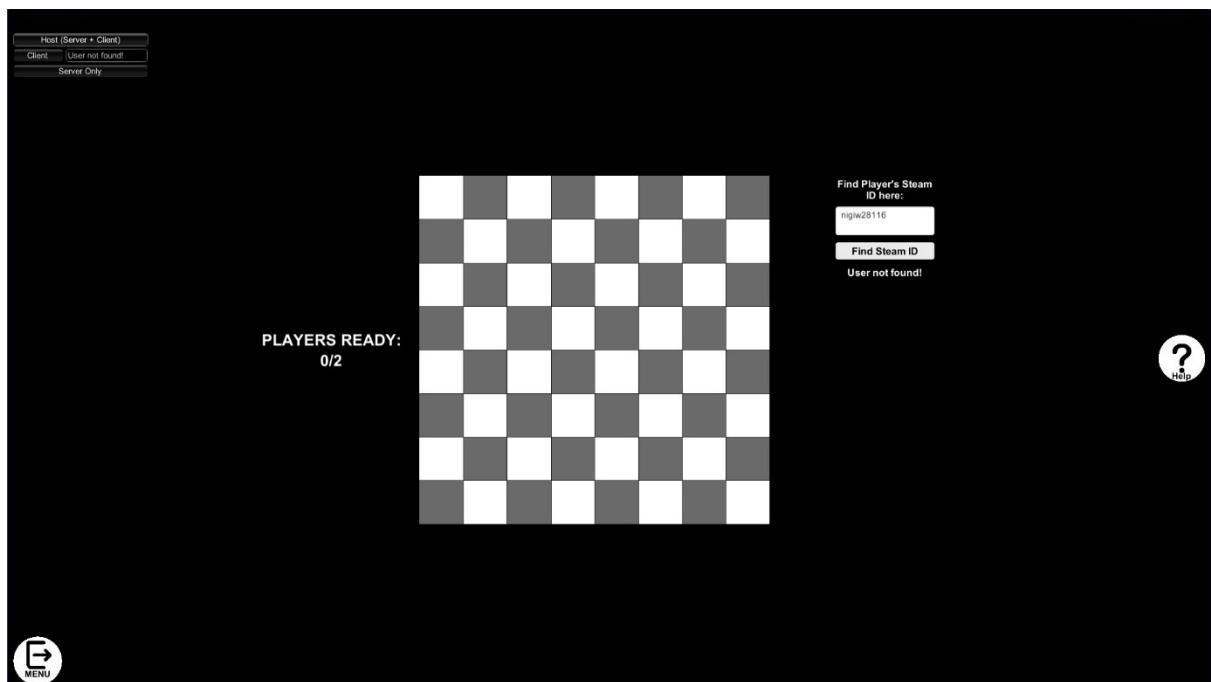 Host (Server + Client)
Client
User not found!
Server Only
Find Player's Steam
ID here:
nigiw28116
Find Steam ID
User not found!
PLAYERS READY:
0/2
?
Help
MENU